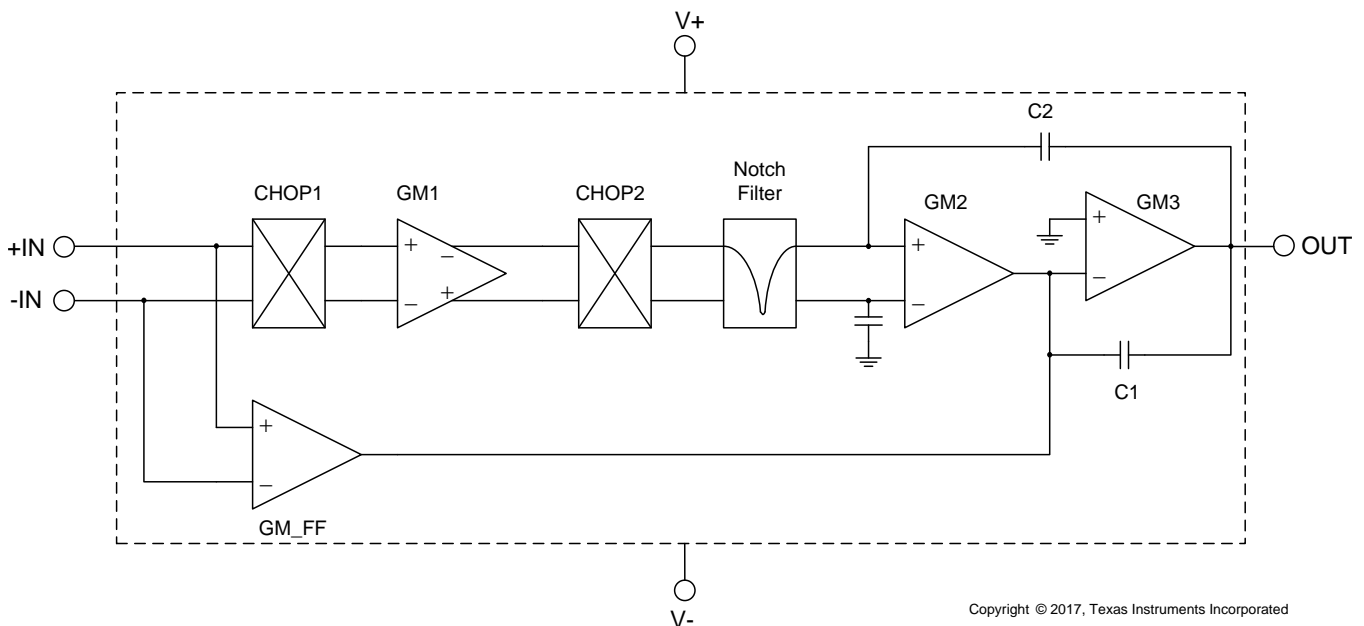 V+
C2
CHOP1
GM1
CHOP2
Notch
Filter
GM2
GM3
+IN
-IN
OUT
+
−
−
+
+
−
+
−
C1
+
−
GM_FF
V-
Copyright © 2017, Texas Instruments Incorporated